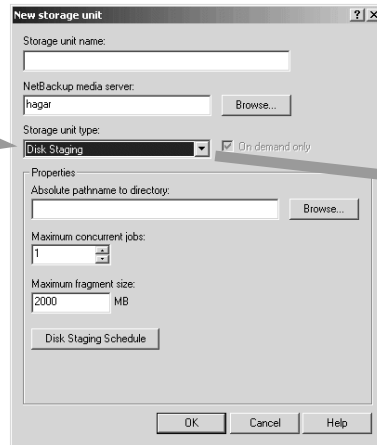 New storage unit
Storage unit name:
NetBackup media server:
hagar
Browse...
Storage unit type:
Disk Staging
On demand only
Properties
Absolute pathname to directory:
Browse...
Maximum concurrent jobs:
1
Maximum fragment size:
2000 MB
Disk Staging Schedule
OK Cancel Help